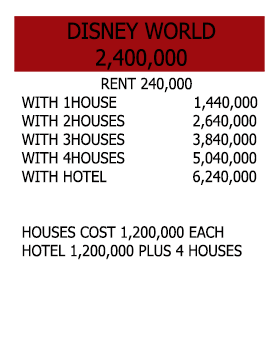 DISNEY WORLD
2,400,000
RENT 240,000
WITH 1HOUSE 1,440,000
WITH 2HOUSES 2,640,000
WITH 3HOUSES 3,840,000
WITH 4HOUSES 5,040,000
WITH HOTEL 6,240,000
HOUSES COST 1,200,000 EACH
HOTEL 1,200,000 PLUS 4 HOUSES